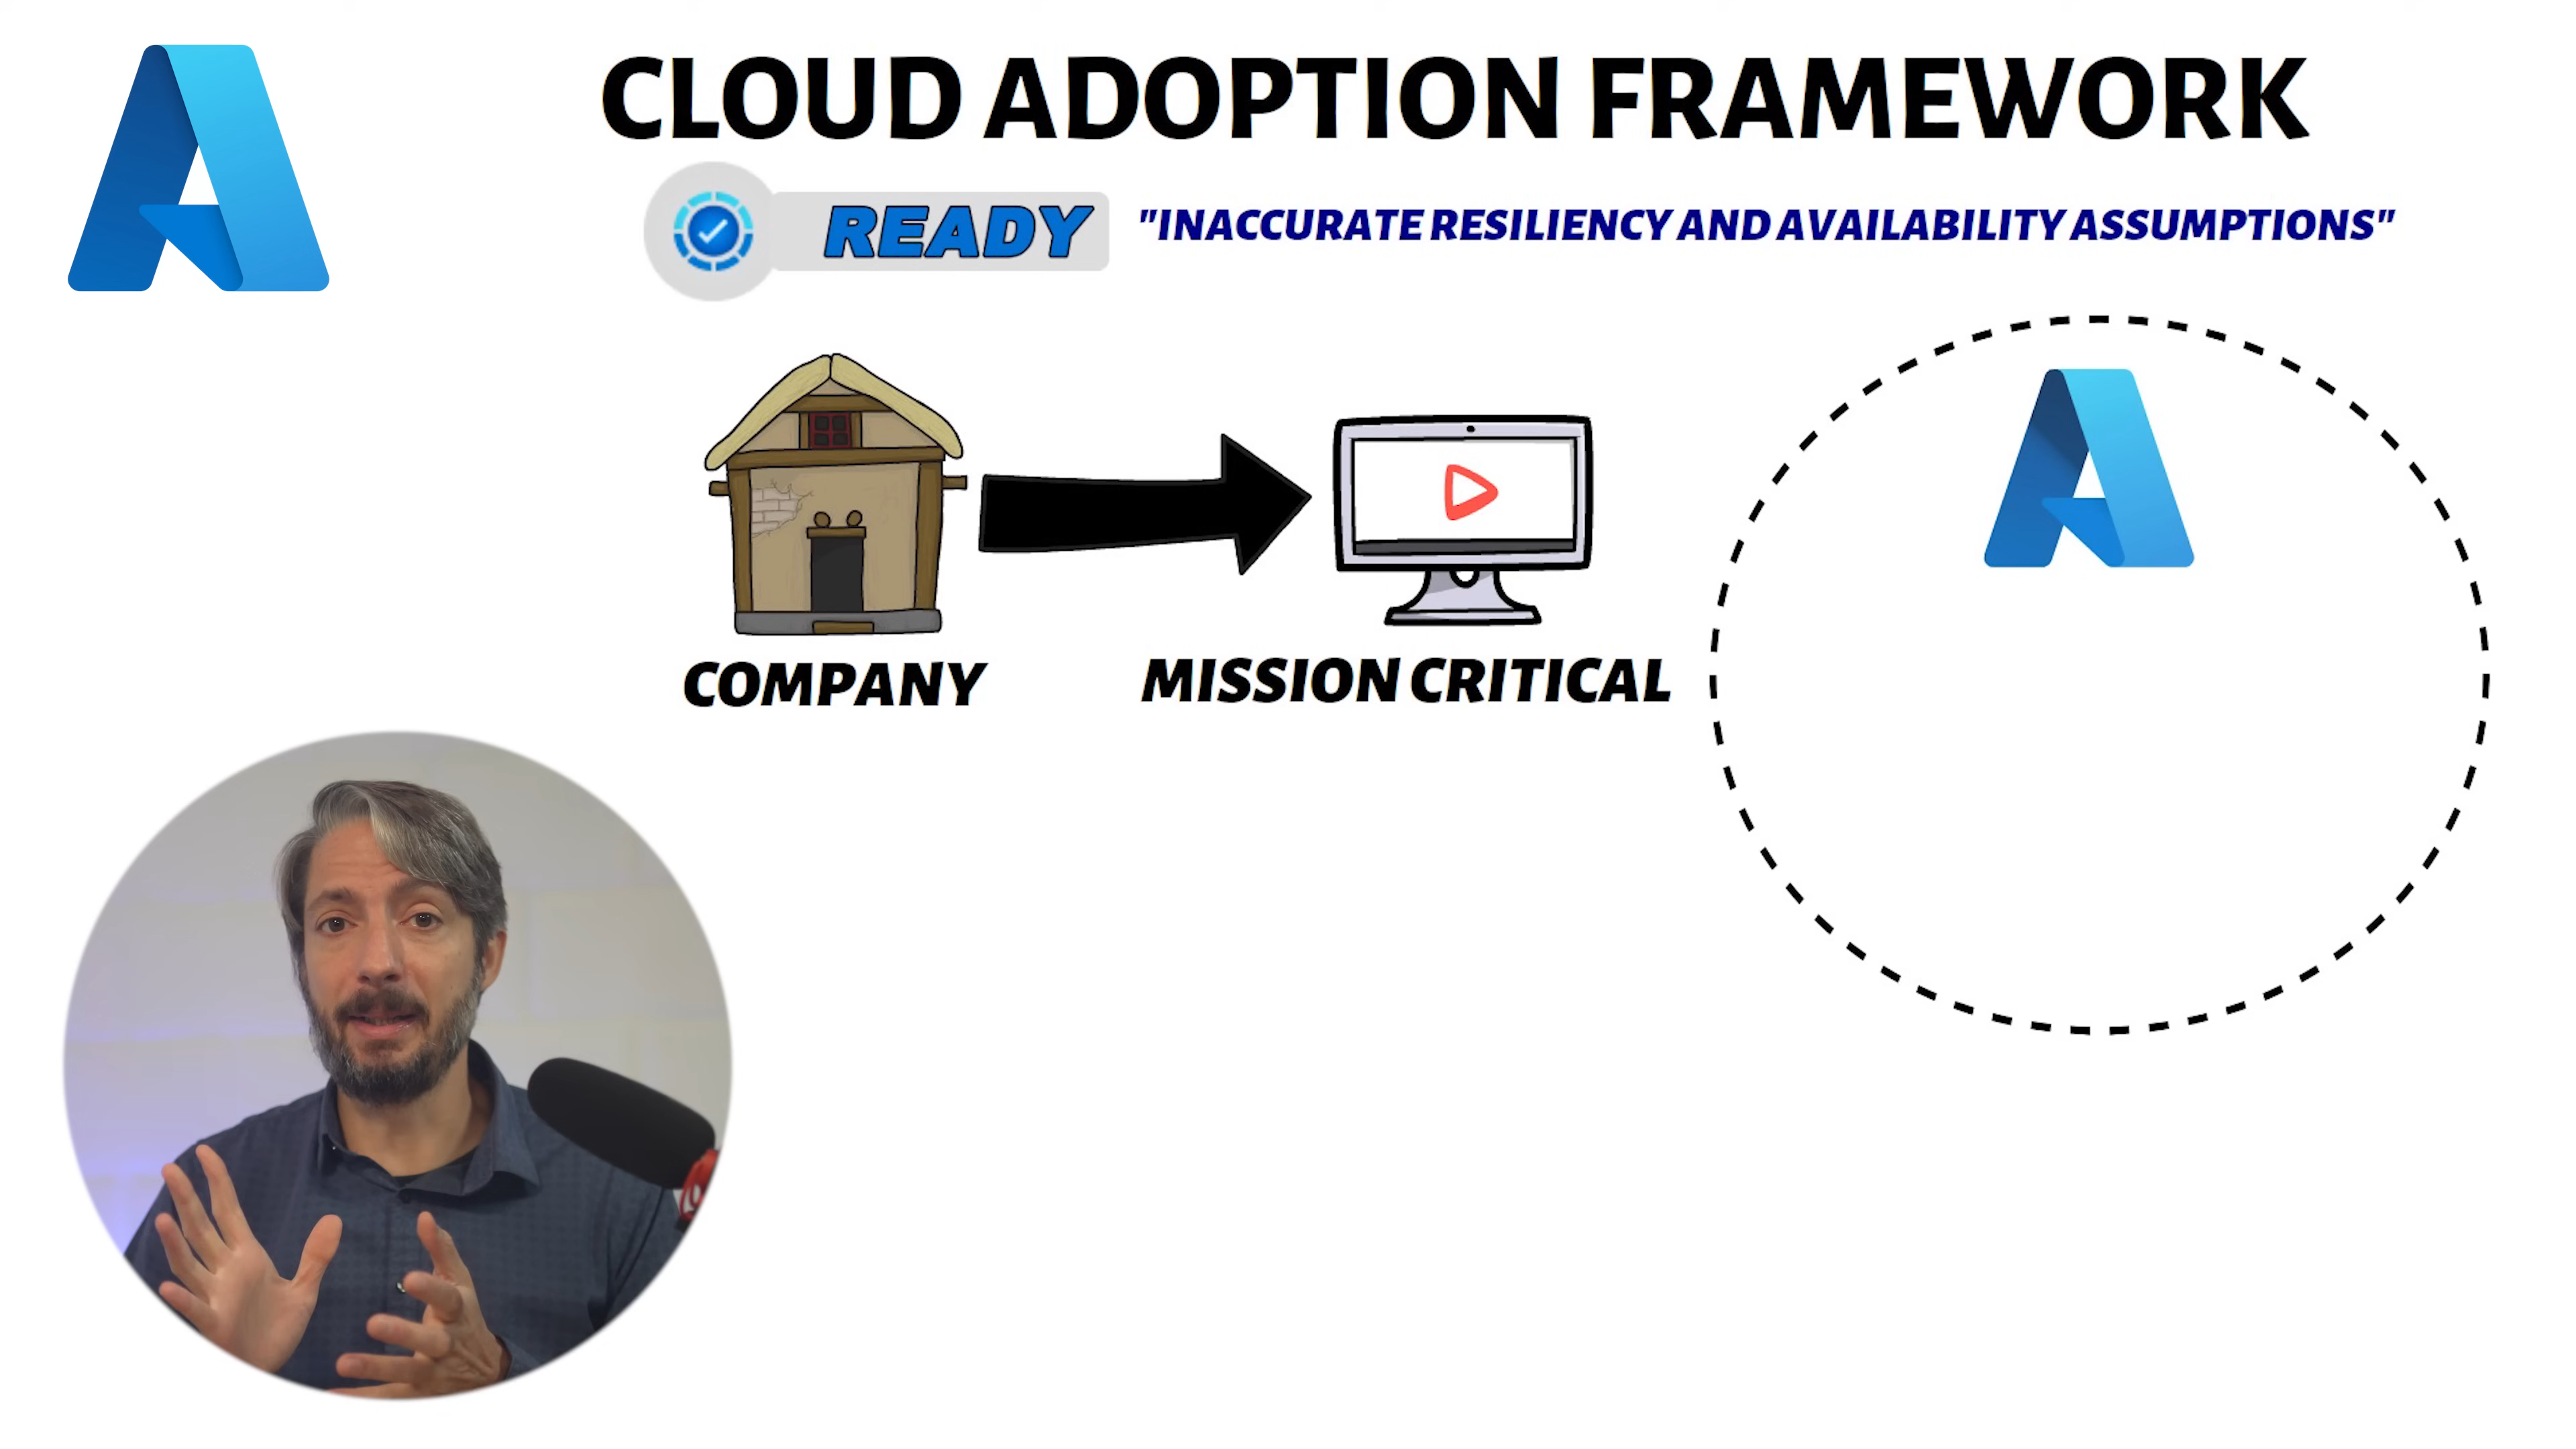 CLOUD ADOPTION FRAMEWORK
READY
"INACCURATE RESILIENCY AND AVAILABILITY ASSUMPTIONS"
COMPANY
MISSION CRITICAL